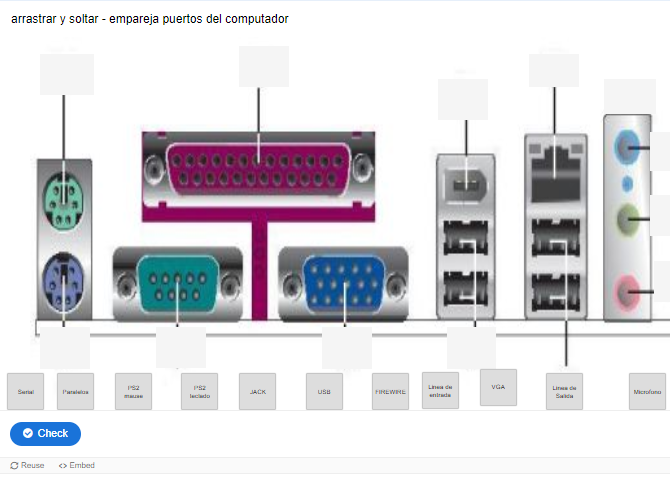 arrastrar y soltar - empareja puertos del computador
Serial
Paralelos
PS2
mause
PS2
teclado
JACK
USB
FIREWIRE
Linea de
entrada
VGA
Linea de
Salida
Microfono
Check
Reuse
<> Embed